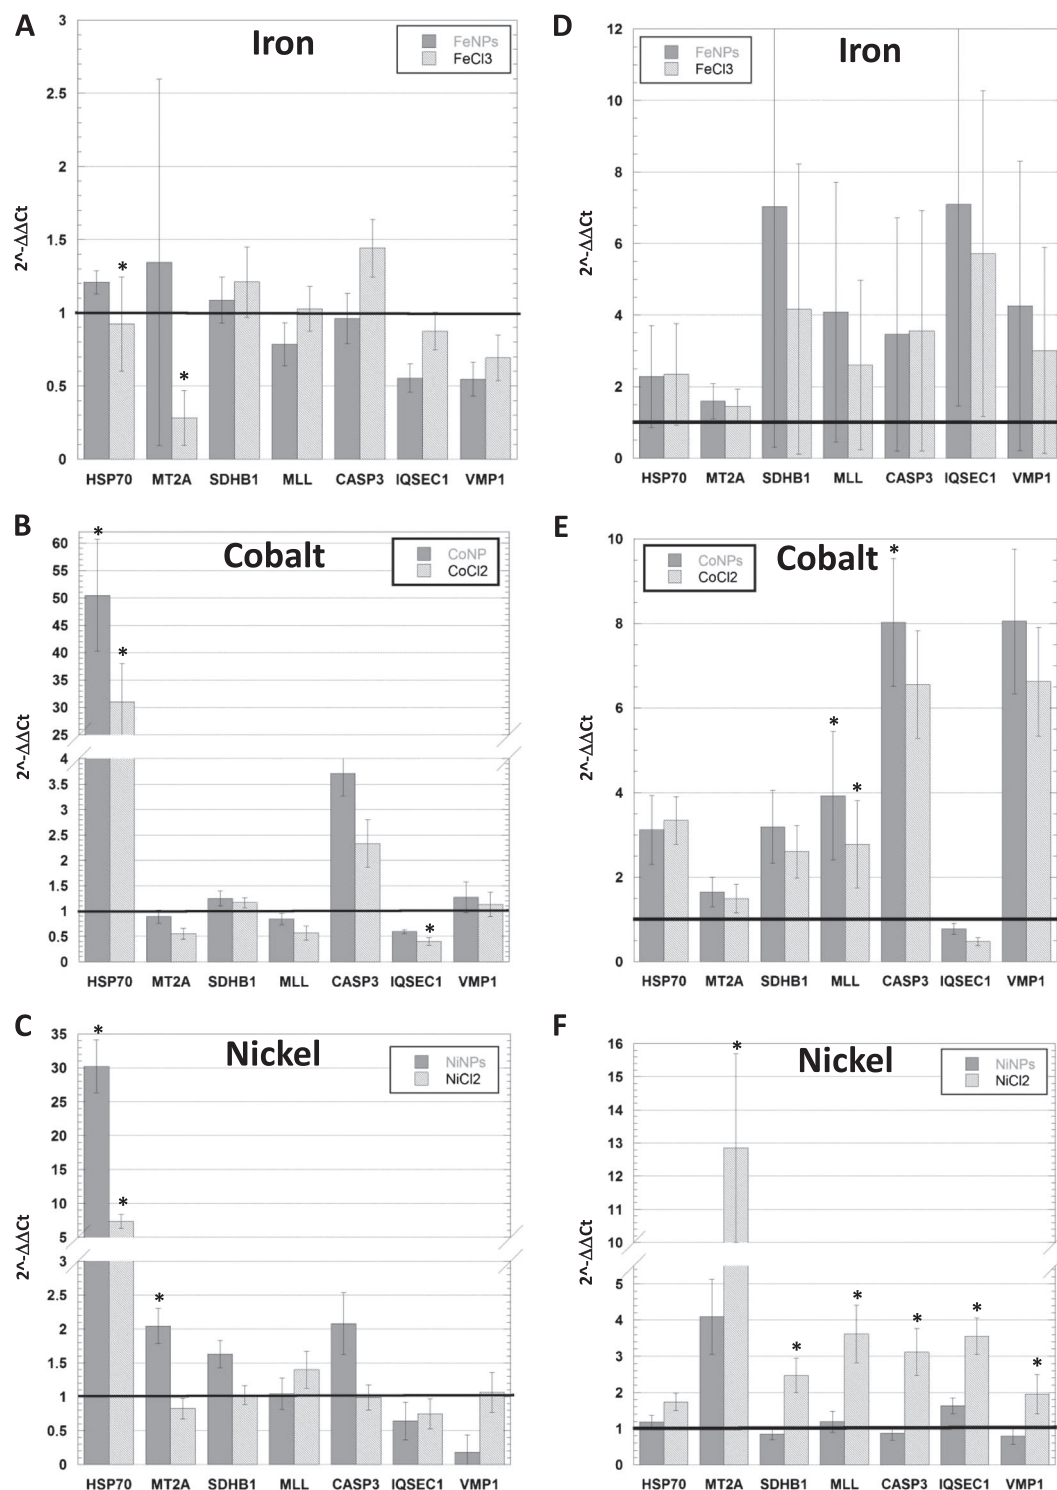 A
Iron
FeNPs
FeCl3
3
2.5
2
1.5
1
0.5
0
2^-ΔΔCt
*
*
HSP70 MT2A SDHB1 MLL CASP3 IQSEC1 VMP1
D
Iron
FeNPs
FeCl3
12
10
8
6
4
2
0
2^-ΔΔCt
HSP70 MT2A SDHB1 MLL CASP3 IQSEC1 VMP1
B
Cobalt
CoNP
CoCl2
60
55
50
45
40
35
30
25
4
3.5
3
2.5
2
1.5
1
0.5
0
2^-ΔΔCt
*
*
*
HSP70 MT2A SDHB1 MLL CASP3 IQSEC1 VMP1
E
Cobalt
CoNPs
CoCl2
10
8
6
4
2
0
2^-ΔΔCt
*
*
*
HSP70 MT2A SDHB1 MLL CASP3 IQSEC1 VMP1
C
Nickel
NiNPs
NiCl2
35
30
25
20
15
10
5
3
2.5
2
1.5
1
0.5
0
2^-ΔΔCt
*
*
*
HSP70 MT2A SDHB1 MLL CASP3 IQSEC1 VMP1
F
Nickel
NiNPs
NiCl2
16
15
14
13
12
11
10
5
4
3
2
1
0
2^-ΔΔCt
*
*
*
*
*
*
HSP70 MT2A SDHB1 MLL CASP3 IQSEC1 VMP1